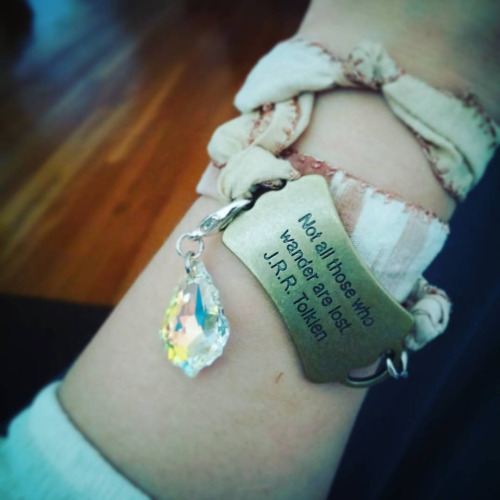 Not all those who
wander are lost.
J.R.R. Tolkien